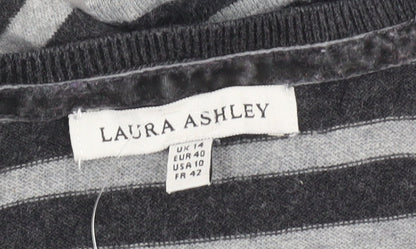 LAURA ASHLEY
UK 14
EUR 40
USA 10
FR 42